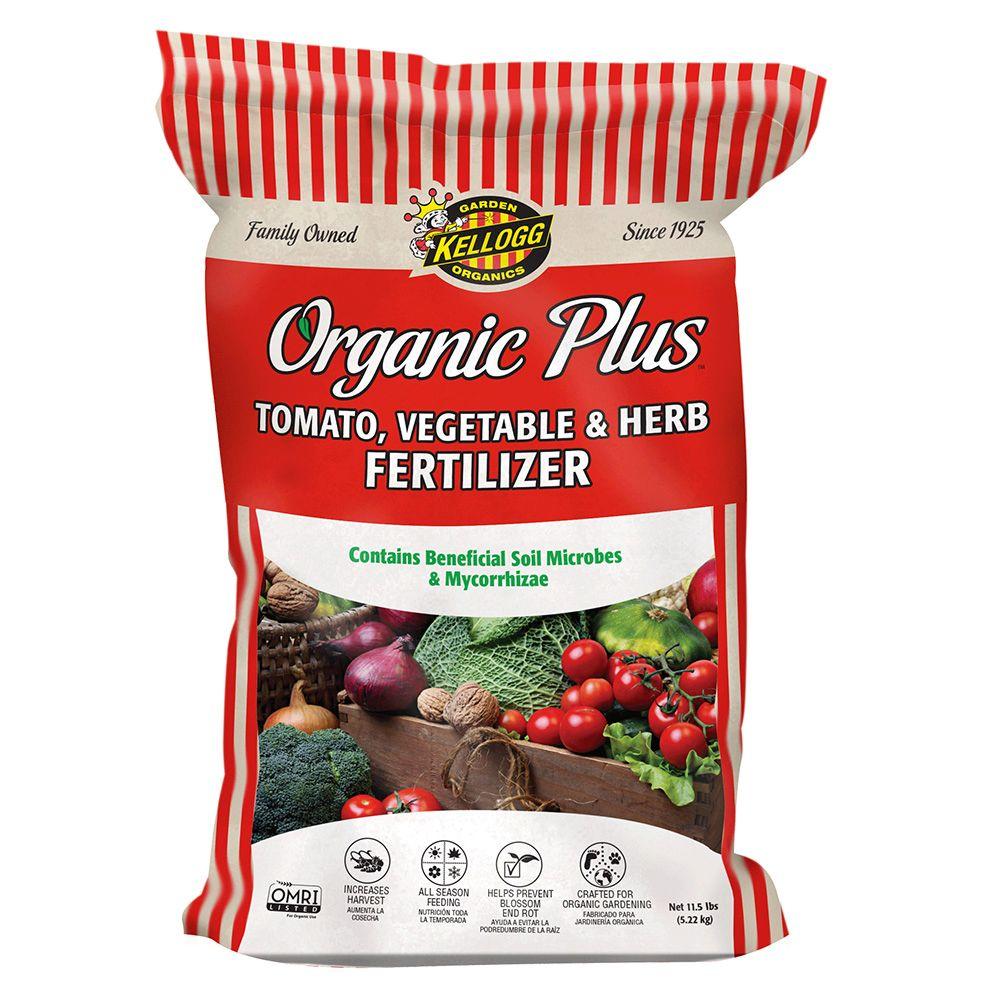 Family Owned
GARDEN
KELLOGG
ORGANICS
Since 1925
Organic Plus™
TOMATO, VEGETABLE & HERB
FERTILIZER
Contains Beneficial Soil Microbes
& Mycorrhizae
OMRI
LISTED
For Organic Use
INCREASES
HARVEST
AUMENTA LA
COSECHA
ALL SEASON
FEEDING
NUTRICIÓN TODA
LA TEMPORADA
HELPS PREVENT
BLOSSOM
END ROT
AYUDA A EVITAR LA
PODREDUMBRE DE LA RAÍZ
CRAFTED FOR
ORGANIC GARDENING
FABRICADO PARA
JARDINERÍA ORGÁNICA
Net 11.5 lbs
(5.22 kg)